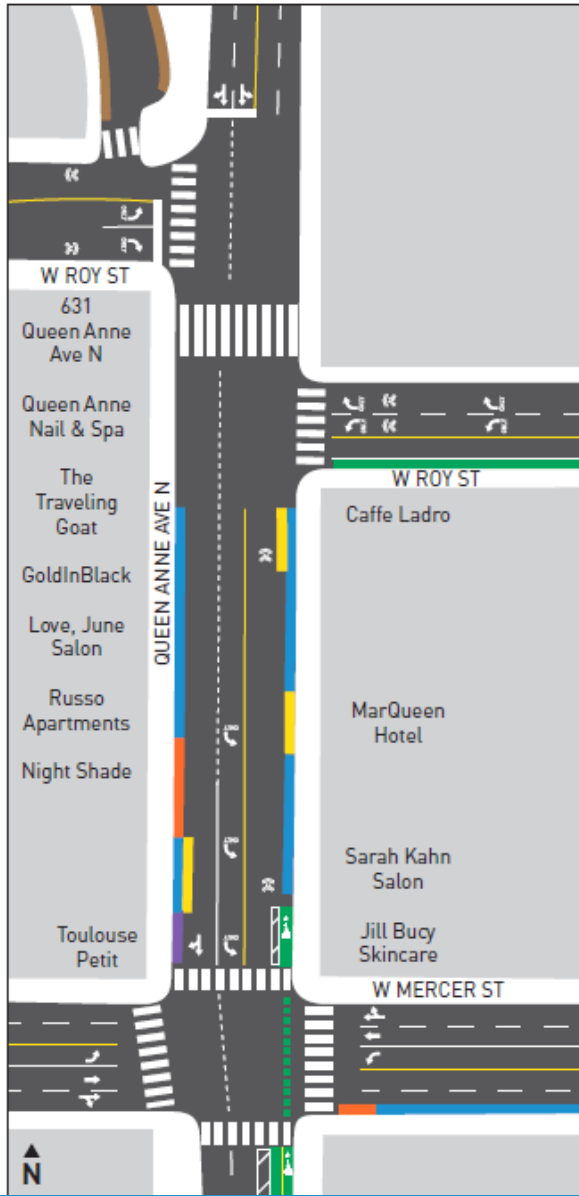 W ROY ST
631
Queen Anne
Ave N
Queen Anne
Nail & Spa
The
Traveling
Goat
GoldInBlack
Love, June
Salon
Russo
Apartments
Night Shade
Toulouse
Petit
QUEEN ANNE AVE N
W ROY ST
Caffe Ladro
MarQueen
Hotel
Sarah Kahn
Salon
Jill Bucy
Skincare
W MERCER ST
N